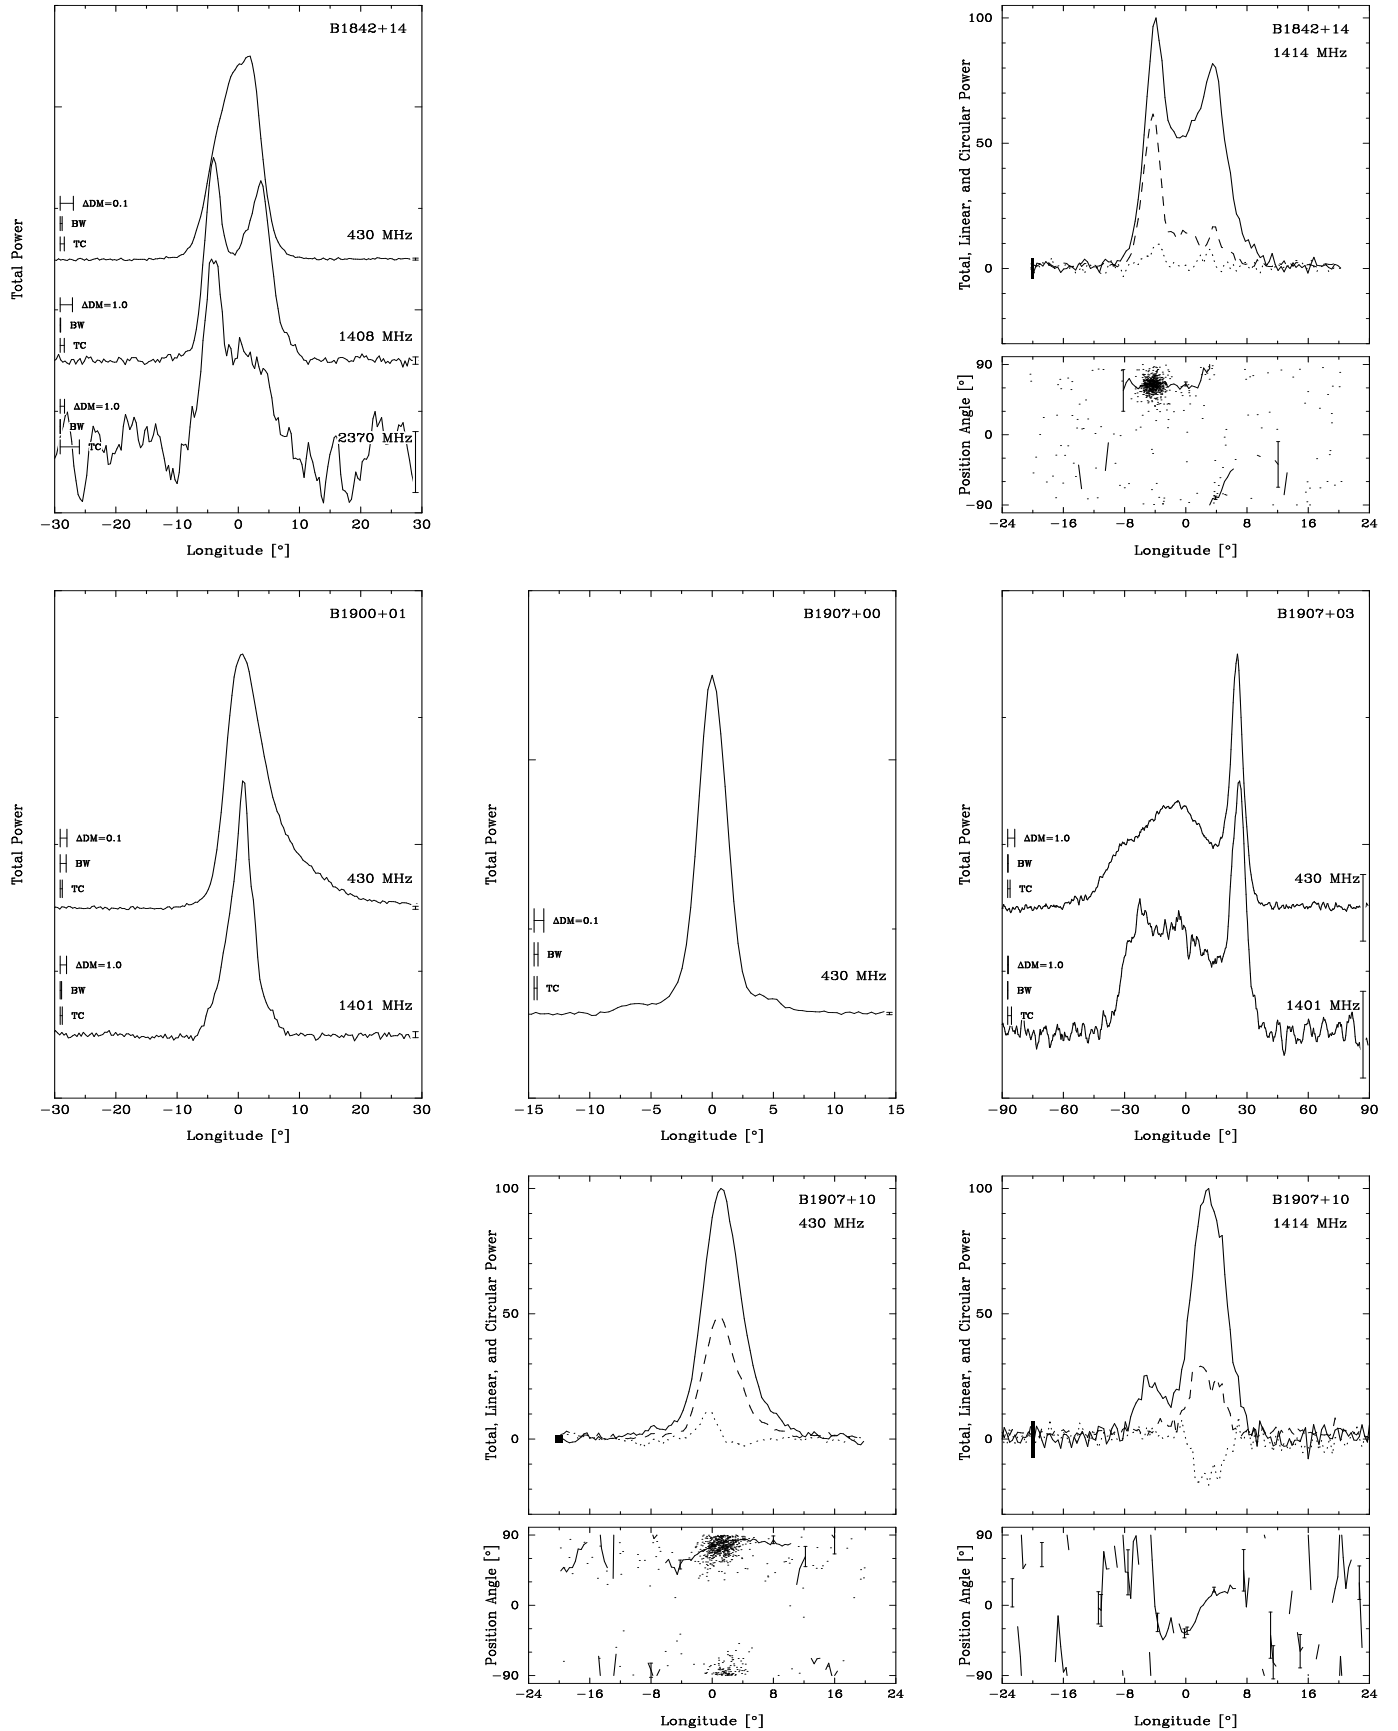 B1842+14
Total Power
ΔDM=0.1
BW
TC
430 MHz
ΔDM=1.0
BW
TC
1408 MHz
ΔDM=1.0
BW
TC
2370 MHz
−30 −20 −10 0 10 20 30
Longitude [°]
B1842+14
1414 MHz
Total, Linear, and Circular Power
100
50
0
Position Angle [°]
90
0
−90
−24 −16 −8 0 8 16 24
Longitude [°]
B1900+01
Total Power
ΔDM=0.1
BW
TC
430 MHz
ΔDM=1.0
BW
TC
1401 MHz
−30 −20 −10 0 10 20 30
Longitude [°]
B1907+00
Total Power
ΔDM=0.1
BW
TC
430 MHz
−15 −10 −5 0 5 10 15
Longitude [°]
B1907+03
Total Power
ΔDM=1.0
BW
TC
430 MHz
ΔDM=1.0
BW
TC
1401 MHz
−90 −60 −30 0 30 60 90
Longitude [°]
B1907+10
430 MHz
Total, Linear, and Circular Power
100
50
0
Position Angle [°]
90
0
−90
−24 −16 −8 0 8 16 24
Longitude [°]
B1907+10
1414 MHz
Total, Linear, and Circular Power
100
50
0
Position Angle [°]
90
0
−90
−24 −16 −8 0 8 16 24
Longitude [°]